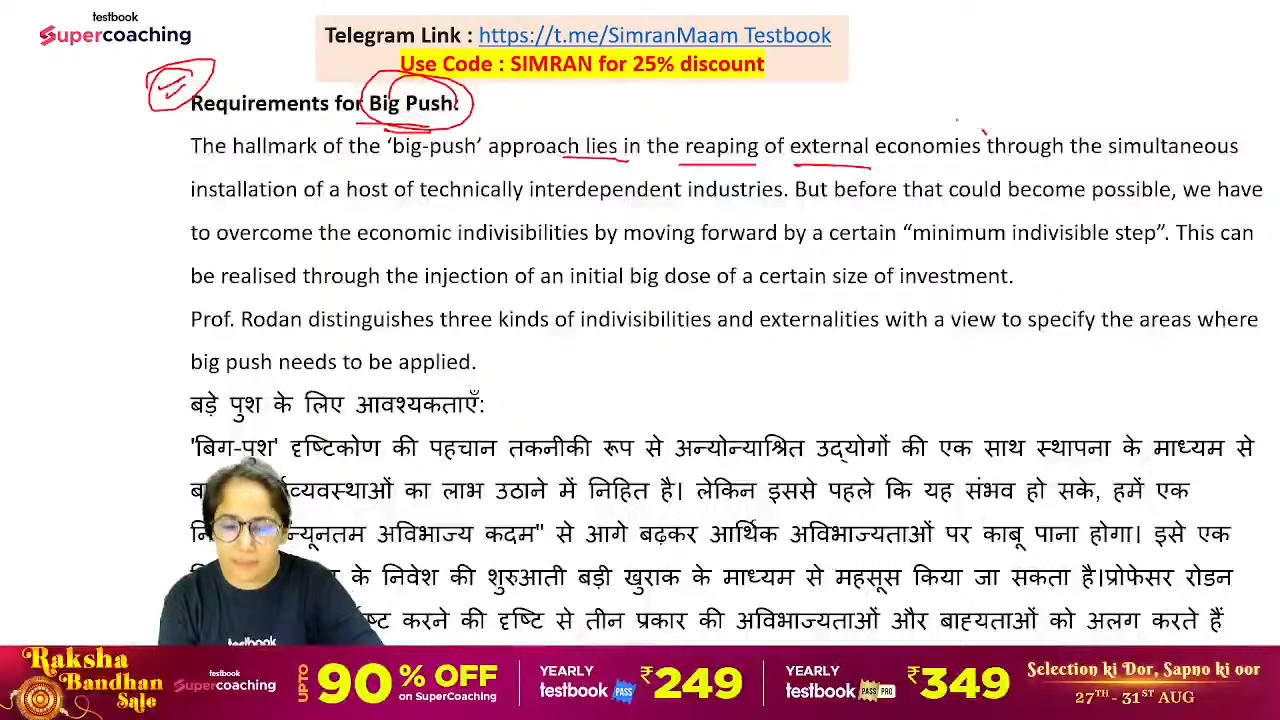 testbook
Supercoaching
Telegram Link : https://t.me/SimranMaam Testbook
Use Code : SIMRAN for 25% discount
Requirements for Big Push:
The hallmark of the ‘big-push’ approach lies in the reaping of external economies through the simultaneous
installation of a host of technically interdependent industries. But before that could become possible, we have
to overcome the economic indivisibilities by moving forward by a certain “minimum indivisible step”. This can
be realised through the injection of an initial big dose of a certain size of investment.
Prof. Rodan distinguishes three kinds of indivisibilities and externalities with a view to specify the areas where
big push needs to be applied.
बड़े पुश के लिए आवश्यकताएँ:
'बिग-पुश' दृष्टिकोण की पहचान तकनीकी रूप से अन्योन्याश्रित उद्योगों की एक साथ स्थापना के माध्यम से
का लाभ उठाने में निहित है। लेकिन इससे पहले कि यह संभव हो सके, हमें एक
कदम" से आगे बढ़कर आर्थिक अविभाज्यताओं पर काबू पाना होगा। इसे एक
के निवेश की शुरुआती बड़ी खुराक के माध्यम से महसूस किया जा सकता है।प्रोफेसर रोडन
करने की दृष्टि से तीन प्रकार की अविभाज्यताओं और बाह्यताओं को अलग करते हैं
testbook
Raksha Bandhan Sale
testbook Supercoaching
UPTO 90% OFF on SuperCoaching
YEARLY testbook PASS ₹249
YEARLY testbook PASS PRO ₹349
Selection ki Dor, Sapno ki oor
27TH - 31ST AUG